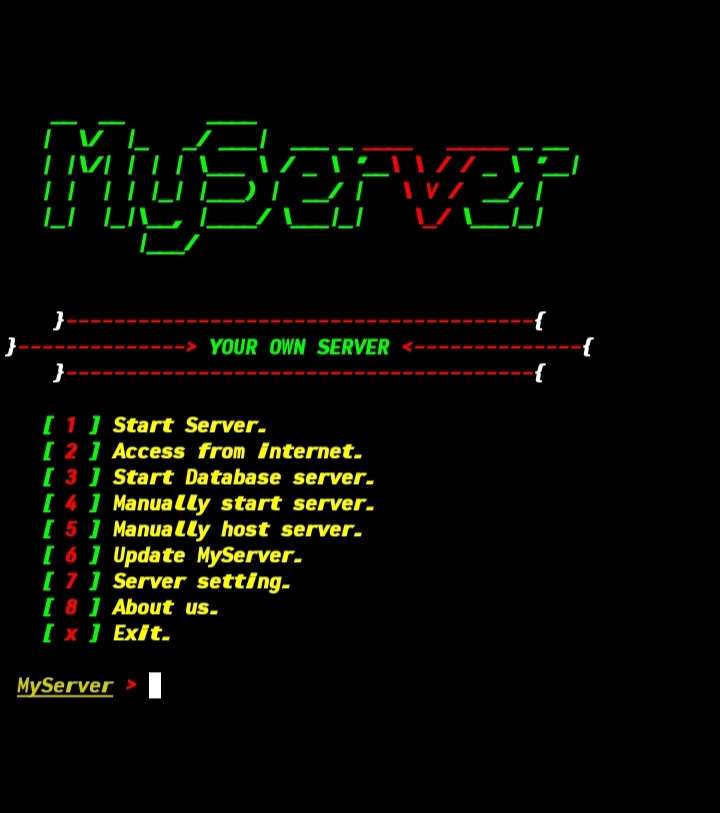 MyServer
}---------------------------------------{
}--------------> YOUR OWN SERVER <--------------{
}---------------------------------------{
[ 1 ] Start Server.
[ 2 ] Access from internet.
[ 3 ] Start Database server.
[ 4 ] Manually start server.
[ 5 ] Manually host server.
[ 6 ] Update MyServer.
[ 7 ] Server setting.
[ 8 ] About us.
[ x ] Exit.
MyServer >